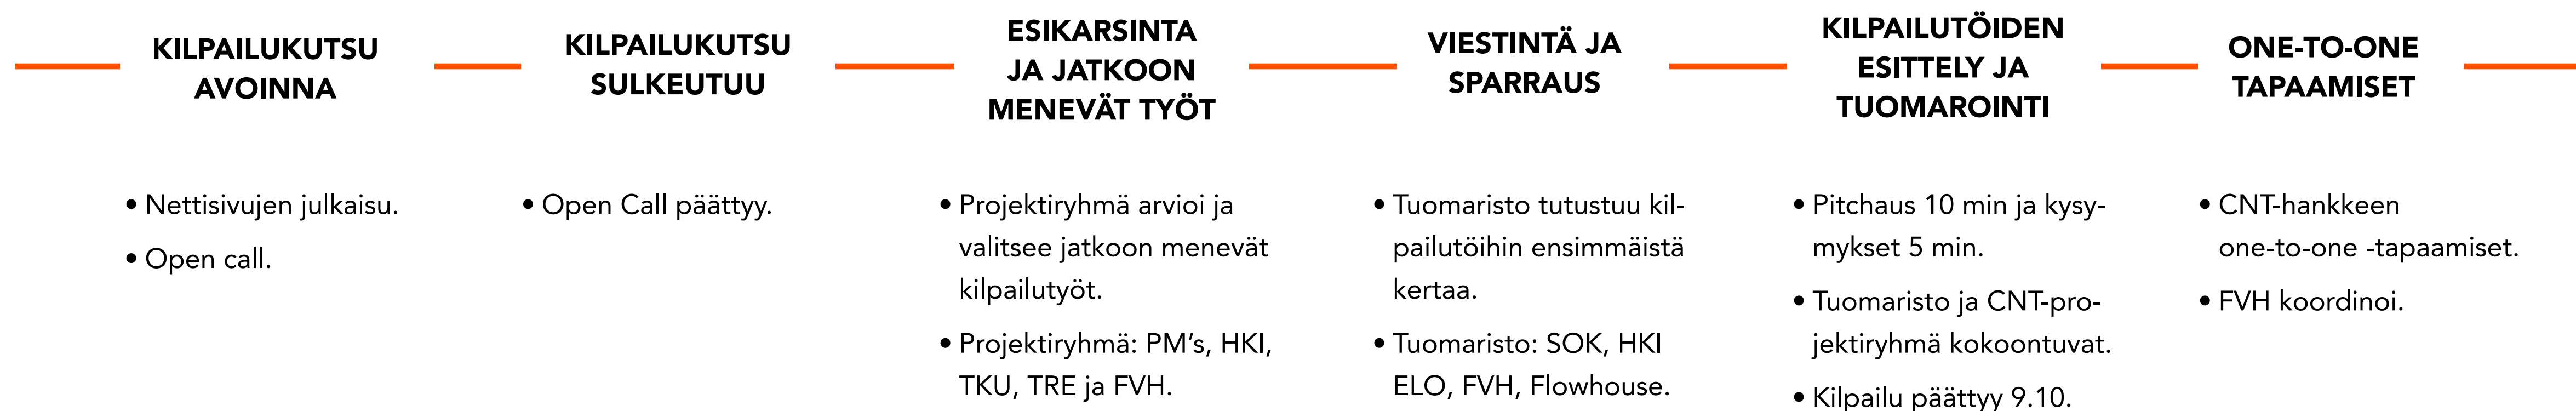 KILPAILUKUTSU
AVOINNA
• Nettisivujen julkaisu.
• Open call.
KILPAILUKUTSU
SULKEUTUU
• Open Call päättyy.
ESIKARSINTA
JA JATKOON
MENEVÄT TYÖT
• Projektiryhmä arvioi ja
valitsee jatkoon menevät
kilpailutyöt.
• Projektiryhmä: PM’s, HKI,
TKU, TRE ja FVH.
VIESTINTÄ JA
SPARRAUS
• Tuomaristo tutustuu kil-
pailutöihin ensimmäistä
kertaa.
• Tuomaristo: SOK, HKI
ELO, FVH, Flowhouse.
KILPAILUTÖIDEN
ESITTELY JA
TUOMAROINTI
• Pitchaus 10 min ja kysy-
mykset 5 min.
• Tuomaristo ja CNT-pro-
jektiryhmä kokoontuvat.
• Kilpailu päättyy 9.10.
ONE-TO-ONE
TAPAAMISET
• CNT-hankkeen
one-to-one -tapaamiset.
• FVH koordinoi.